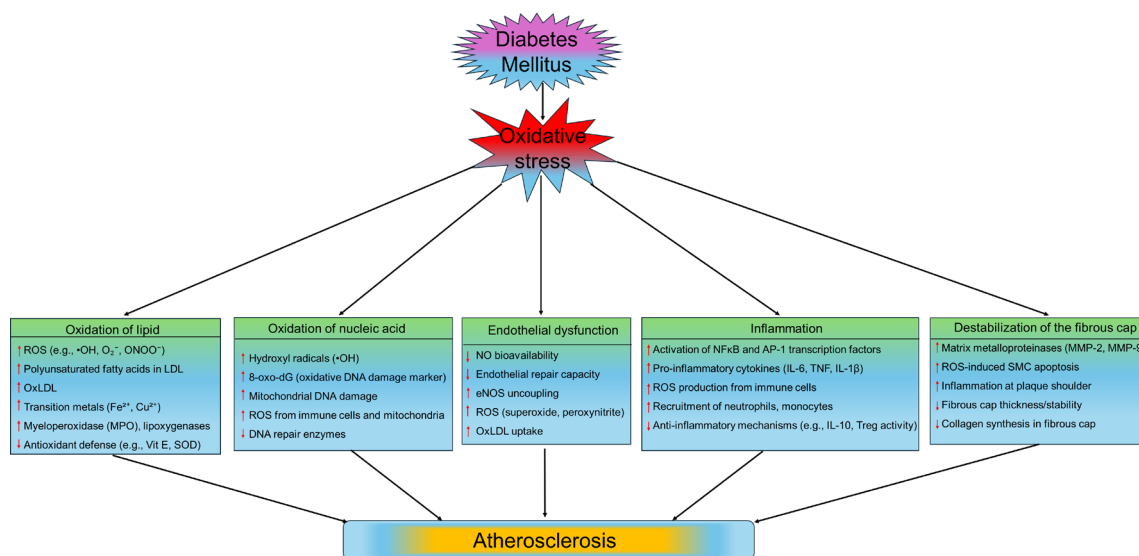 Diabetes
Mellitus
Oxidative
stress
Oxidation of lipid
↑ROS (e.g., •OH, O₂⁻, ONOO⁻)
↑Polyunsaturated fatty acids in LDL
↑OxLDL
↑Transition metals (Fe²⁺, Cu²⁺)
↑Myeloperoxidase (MPO), lipoxygenases
↓Antioxidant defense (e.g., Vit E, SOD)
Oxidation of nucleic acid
↑Hydroxyl radicals (•OH)
↑8-oxo-dG (oxidative DNA damage marker)
↑Mitochondrial DNA damage
↑ROS from immune cells and mitochondria
↓DNA repair enzymes
Endothelial dysfunction
↓NO bioavailability
↓Endothelial repair capacity
↑eNOS uncoupling
↑ROS (superoxide, peroxynitrite)
↑OxLDL uptake
Inflammation
↑Activation of NFκB and AP-1 transcription factors
↑Pro-inflammatory cytokines (IL-6, TNF, IL-1β)
↑ROS production from immune cells
↑Recruitment of neutrophils, monocytes
↓Anti-inflammatory mechanisms (e.g., IL-10, Treg activity)
Destabilization of the fibrous cap
↑Matrix metalloproteinases (MMP-2, MMP-9
↑ROS-induced SMC apoptosis
↑Inflammation at plaque shoulder
↓Fibrous cap thickness/stability
↓Collagen synthesis in fibrous cap
Atherosclerosis